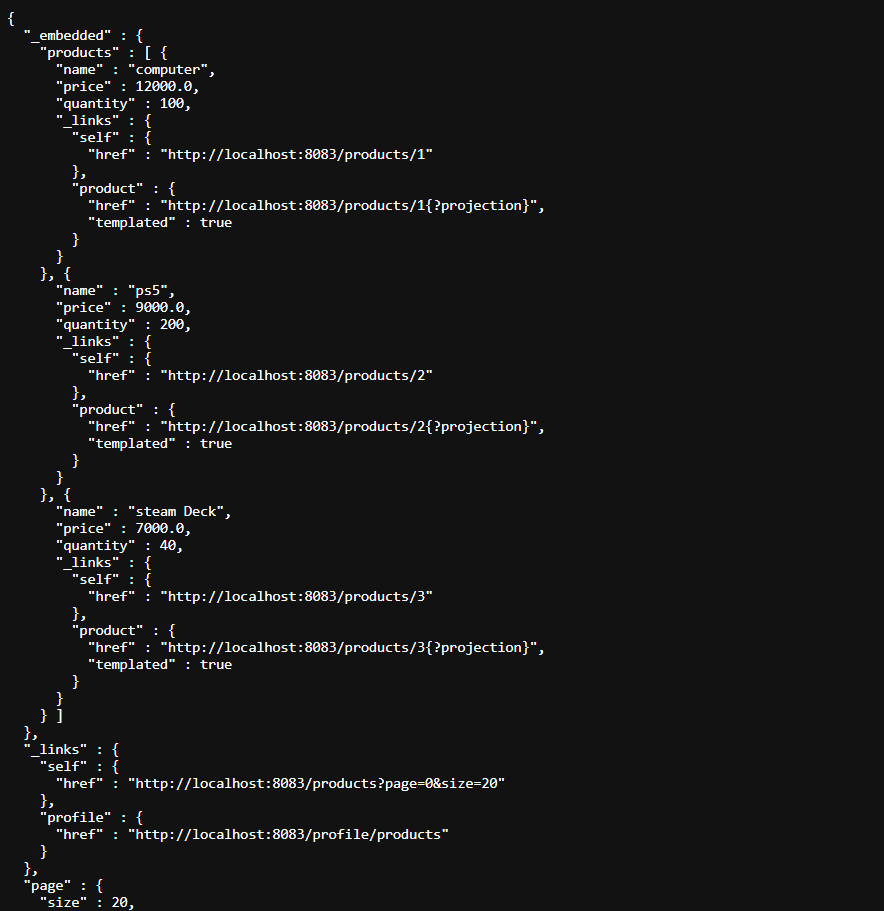 {
  "_embedded" : {
    "products" : [ {
      "name" : "computer",
      "price" : 12000.0,
      "quantity" : 100,
      "_links" : {
        "self" : {
          "href" : "http://localhost:8083/products/1"
        },
        "product" : {
          "href" : "http://localhost:8083/products/1{?projection}",
          "templated" : true
        }
      }
    }, {
      "name" : "ps5",
      "price" : 9000.0,
      "quantity" : 200,
      "_links" : {
        "self" : {
          "href" : "http://localhost:8083/products/2"
        },
        "product" : {
          "href" : "http://localhost:8083/products/2{?projection}",
          "templated" : true
        }
      }
    }, {
      "name" : "steam Deck",
      "price" : 7000.0,
      "quantity" : 40,
      "_links" : {
        "self" : {
          "href" : "http://localhost:8083/products/3"
        },
        "product" : {
          "href" : "http://localhost:8083/products/3{?projection}",
          "templated" : true
        }
      }
    } ]
  },
  "_links" : {
    "self" : {
      "href" : "http://localhost:8083/products?page=0&size=20"
    },
    "profile" : {
      "href" : "http://localhost:8083/profile/products"
    }
  },
  "page" : {
    "size" : 20,